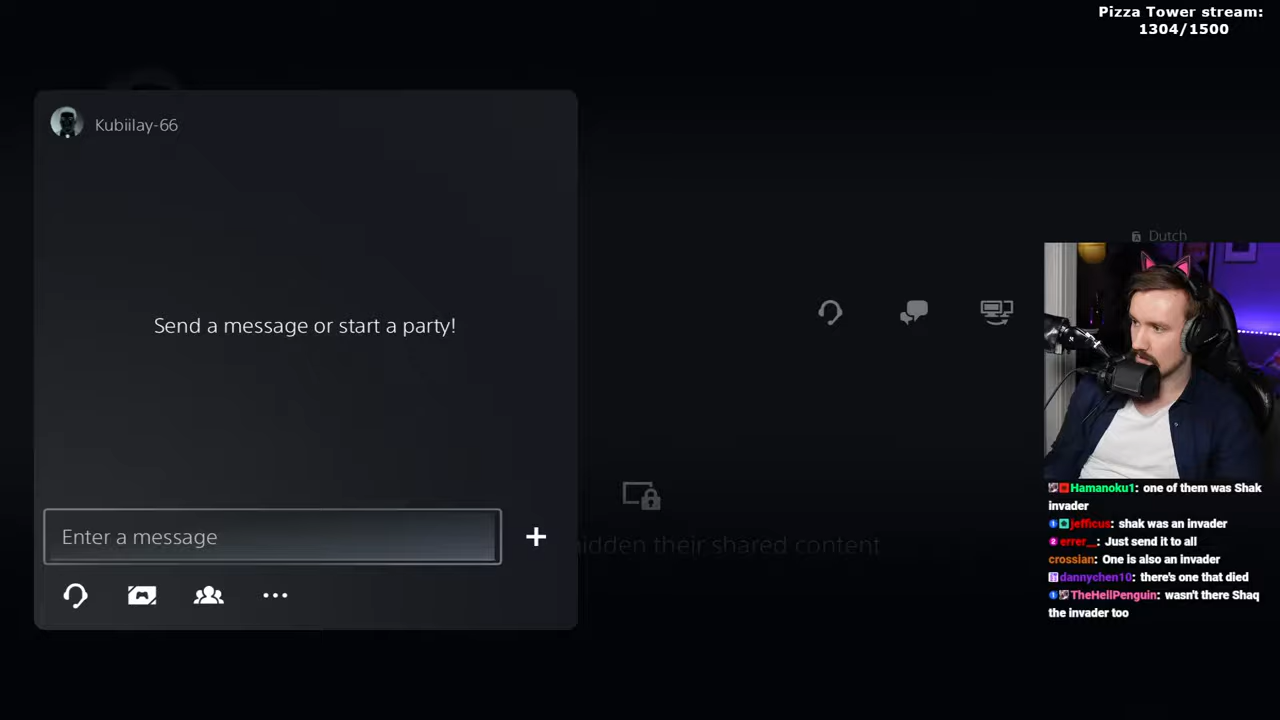 Pizza Tower stream:
1304/1500
Kubiilay-66
Send a message or start a party!
Enter a message
Dutch
hidden their shared content
Hamanoku1: one of them was Shak
invader
jefficus: shak was an invader
errer__: Just send it to all
crossian: One is also an invader
dannychen10: there's one that died
TheHellPenguin: wasn't there Shaq
the invader too